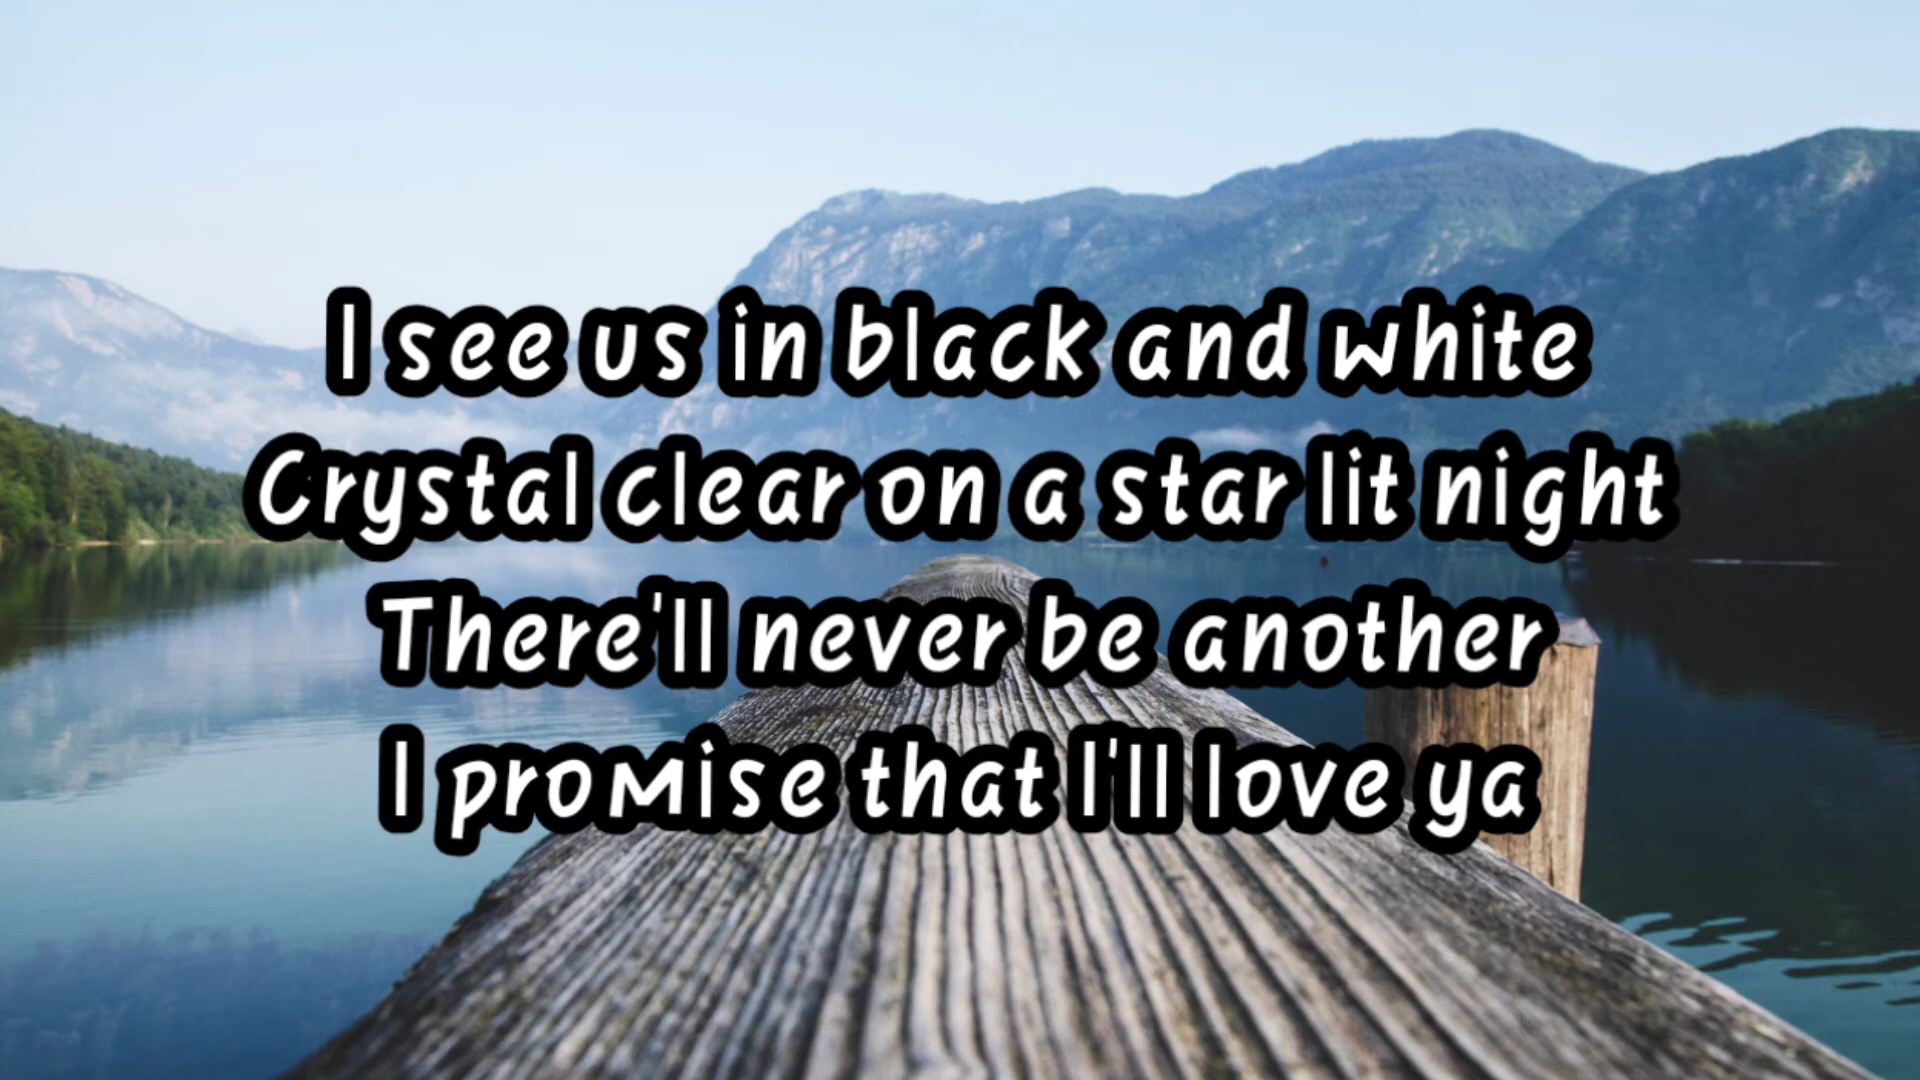 I see us in black and white
Crystal clear on a star lit night
There'll never be another
I promise that I'll love ya